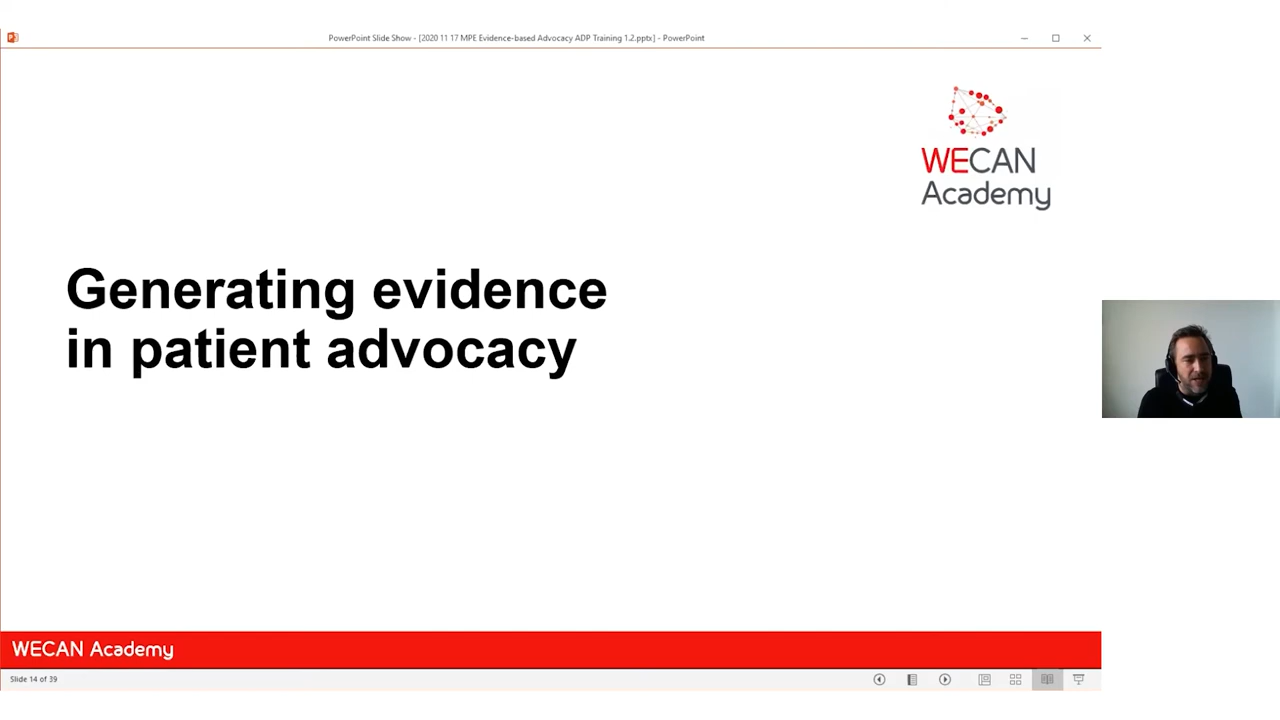 PowerPoint Slide Show - [2020 11 17 MPE Evidence-based Advocacy ADP Training 1.2.pptx] - PowerPoint
WECAN
Academy
Generating evidence
in patient advocacy
WECAN Academy
Slide 14 of 39